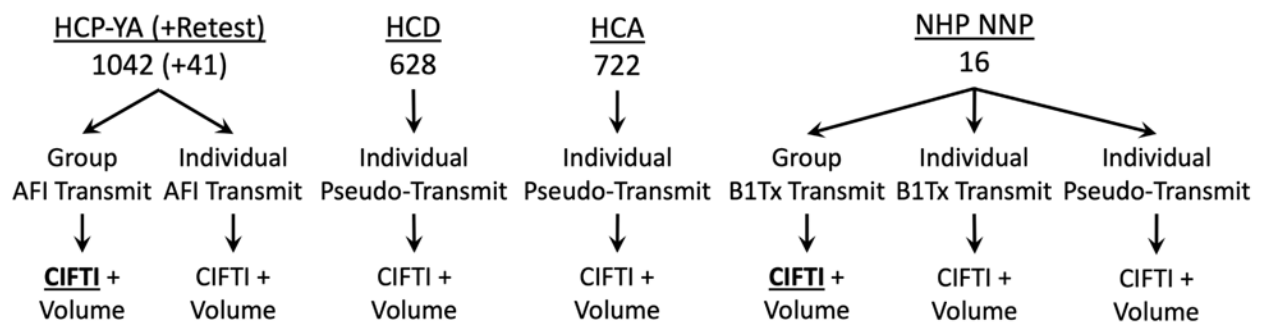 HCP-YA (+Retest)
1042 (+41)
HCD
628
HCA
722
NHP NNP
16
Group
AFI Transmit
Individual
AFI Transmit
Individual
Pseudo-Transmit
Individual
Pseudo-Transmit
Group
B1Tx Transmit
Individual
B1Tx Transmit
Individual
Pseudo-Transmit
CIFTI +
Volume
CIFTI +
Volume
CIFTI +
Volume
CIFTI +
Volume
CIFTI +
Volume
CIFTI +
Volume
CIFTI +
Volume